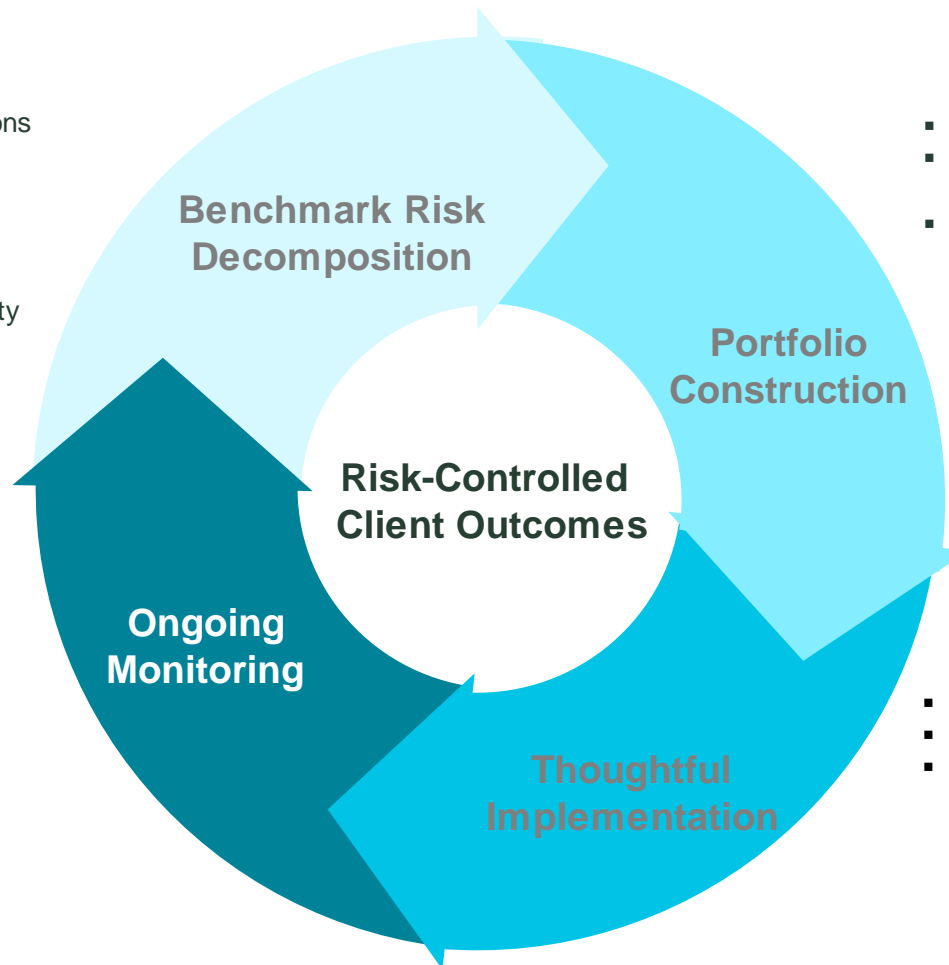 Benchmark Risk
Decomposition
Portfolio
Construction
Risk-Controlled
Client Outcomes
Ongoing
Monitoring
Thoughtful
Implementation